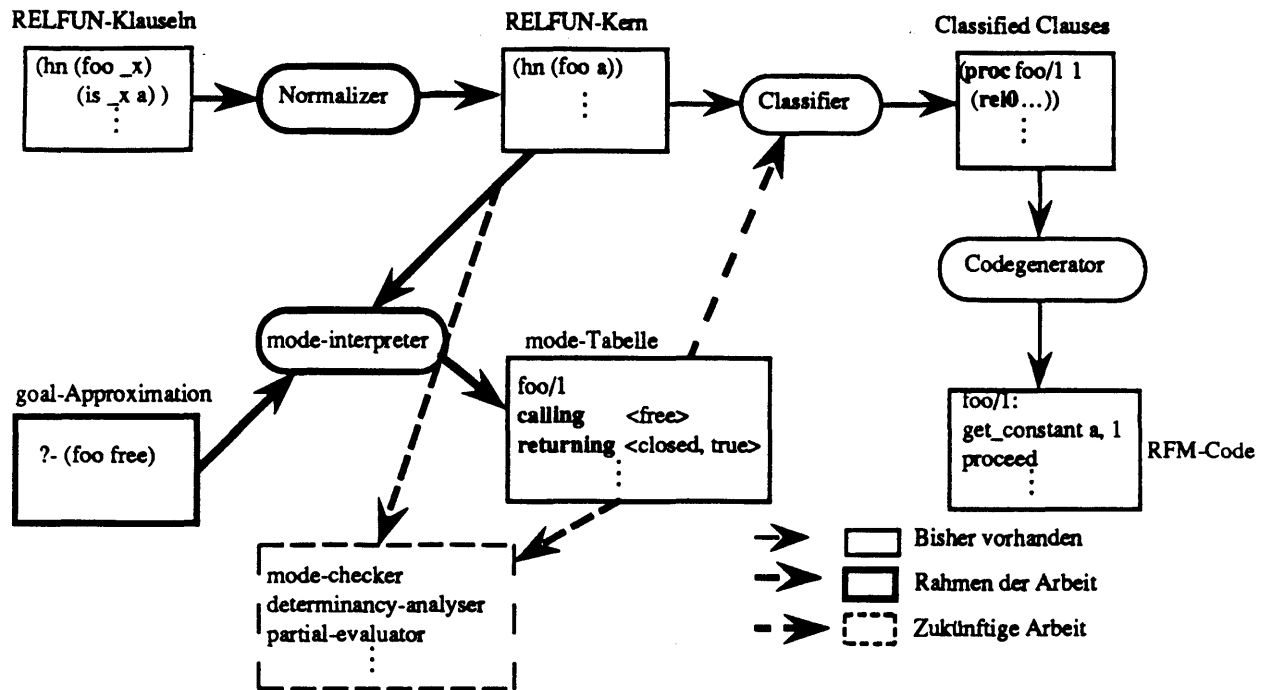 RELFUN-Klauseln
(hn (foo _x)
(is _x a) )
Normalizer
RELFUN-Kern
(hn (foo a))
Classifier
Classified Clauses
(proc foo/1 1
(rel0 ...))
Codegenerator
mode-interpreter
goal-Approximation
?- (foo free)
mode-Tabelle
foo/1
calling <free>
returning <closed, true>
foo/1:
get_constant a, 1
proceed
RFM-Code
mode-checker
determinancy-analyser
partial-evaluator
Bisher vorhanden
Rahmen der Arbeit
Zukünftige Arbeit